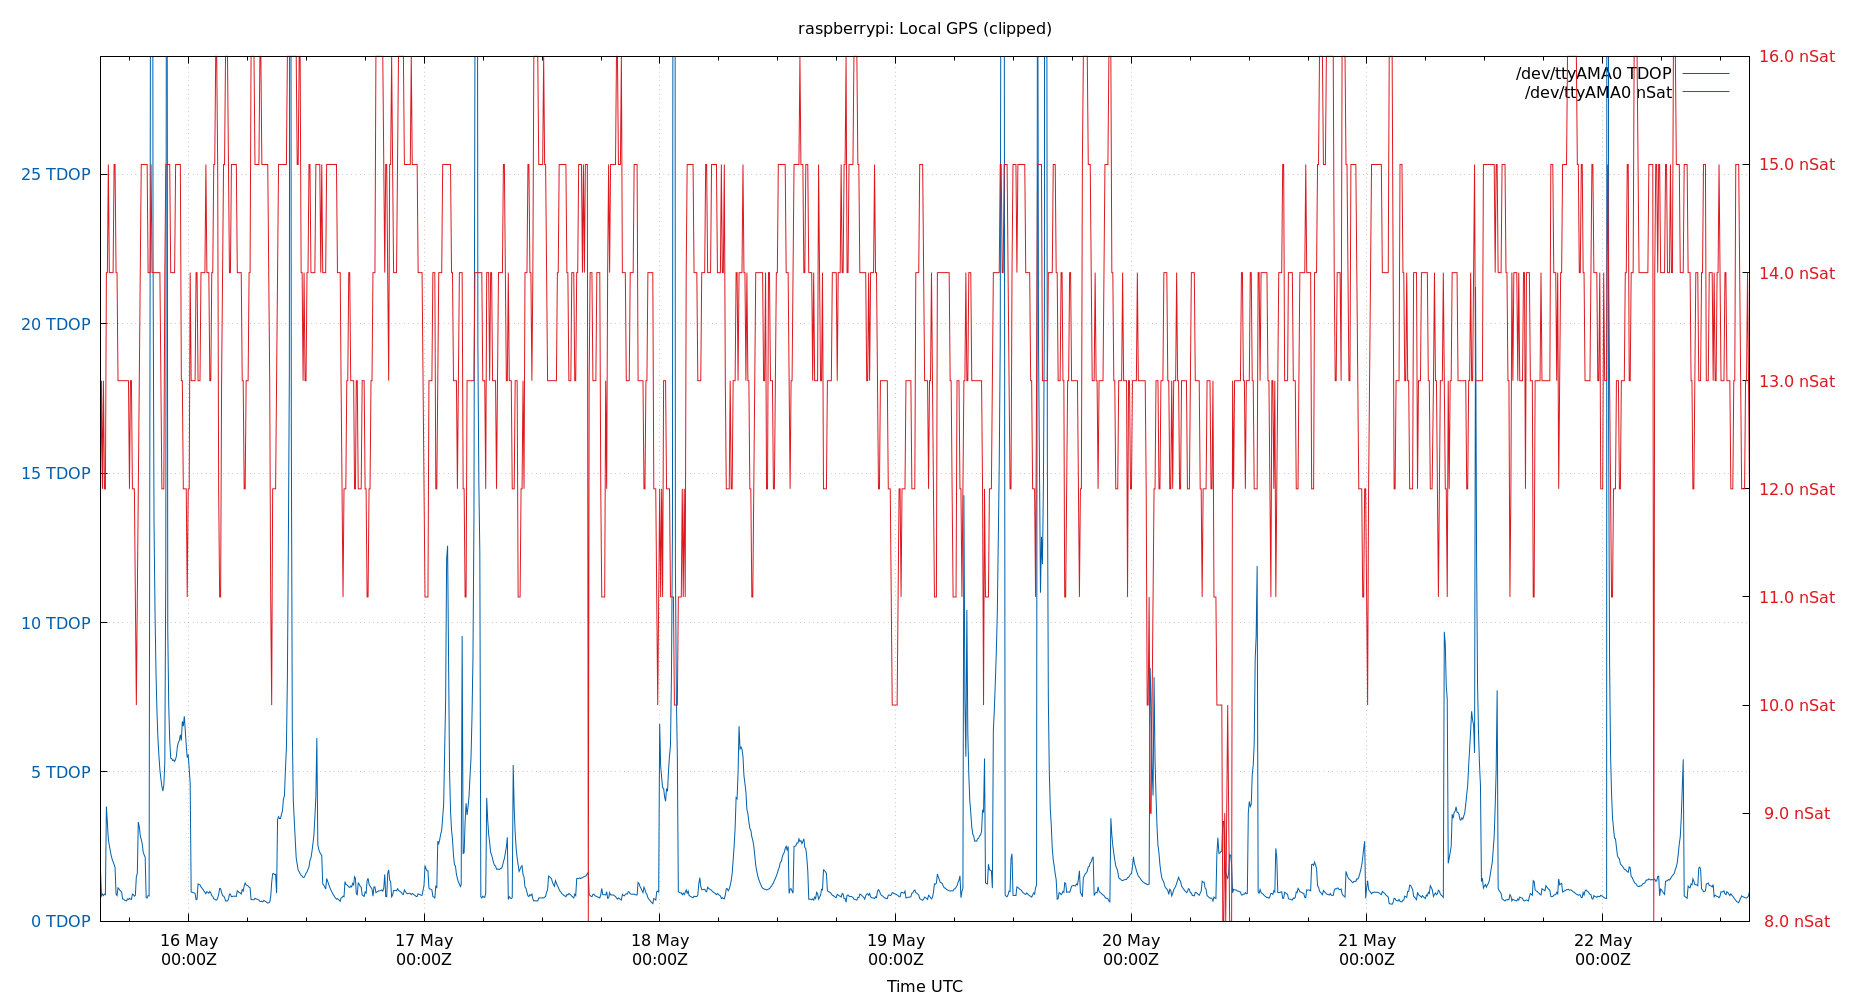 raspberrypi: Local GPS (clipped)
/dev/ttyAMA0 TDOP
/dev/ttyAMA0 nSat
25 TDOP
20 TDOP
15 TDOP
10 TDOP
5 TDOP
0 TDOP
16.0 nSat
15.0 nSat
14.0 nSat
13.0 nSat
12.0 nSat
11.0 nSat
10.0 nSat
9.0 nSat
8.0 nSat
16 May
00:00Z
17 May
00:00Z
18 May
00:00Z
19 May
00:00Z
20 May
00:00Z
21 May
00:00Z
22 May
00:00Z
Time UTC